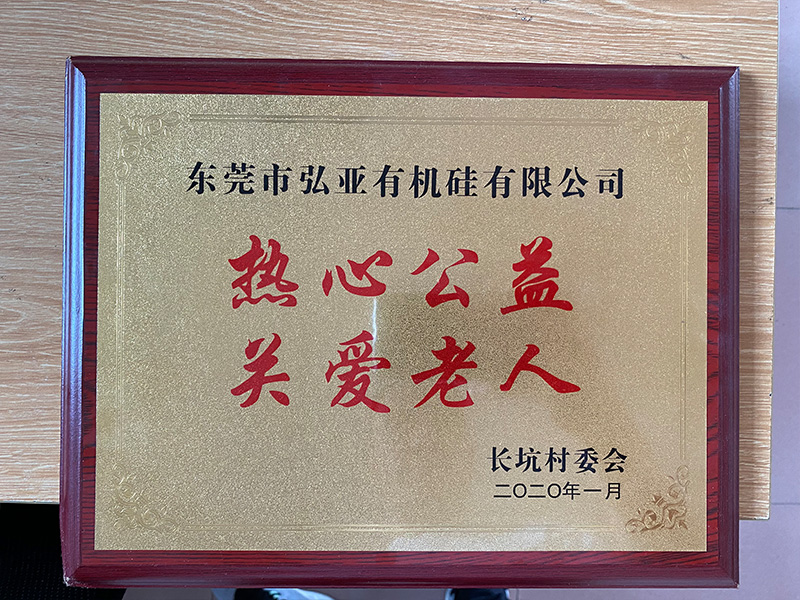 东莞市弘亚有机硅有限公司
热心公益
关爱老人
长坑村委会
二〇二〇年一月